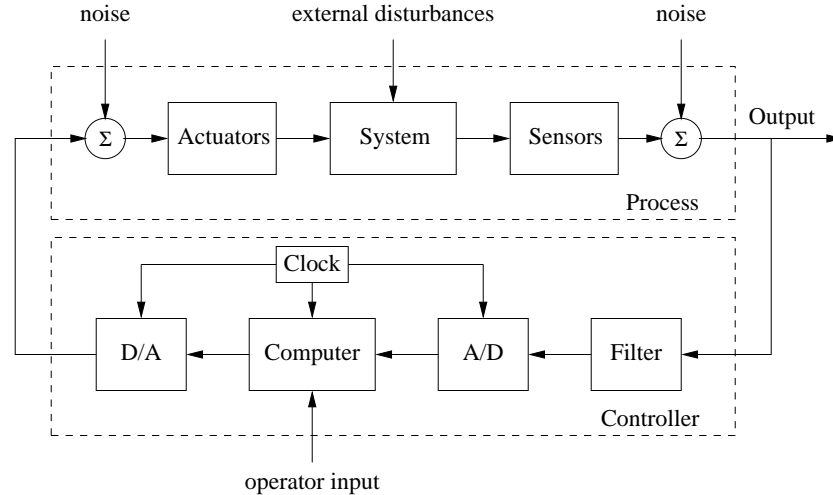 noise
external disturbances
noise
Σ
Actuators
System
Sensors
Σ
Output
Process
Clock
D/A
Computer
A/D
Filter
Controller
operator input